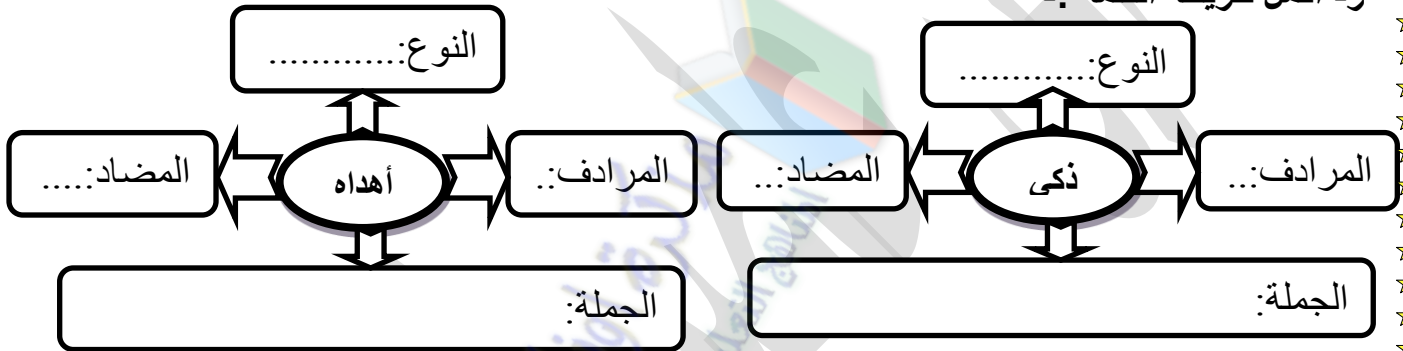 النوع:.............
النوع:.............
المرادف:..
ذكى
المضاد:..
المرادف:.
أهداه
المضاد:....
الجملة:
الجملة: